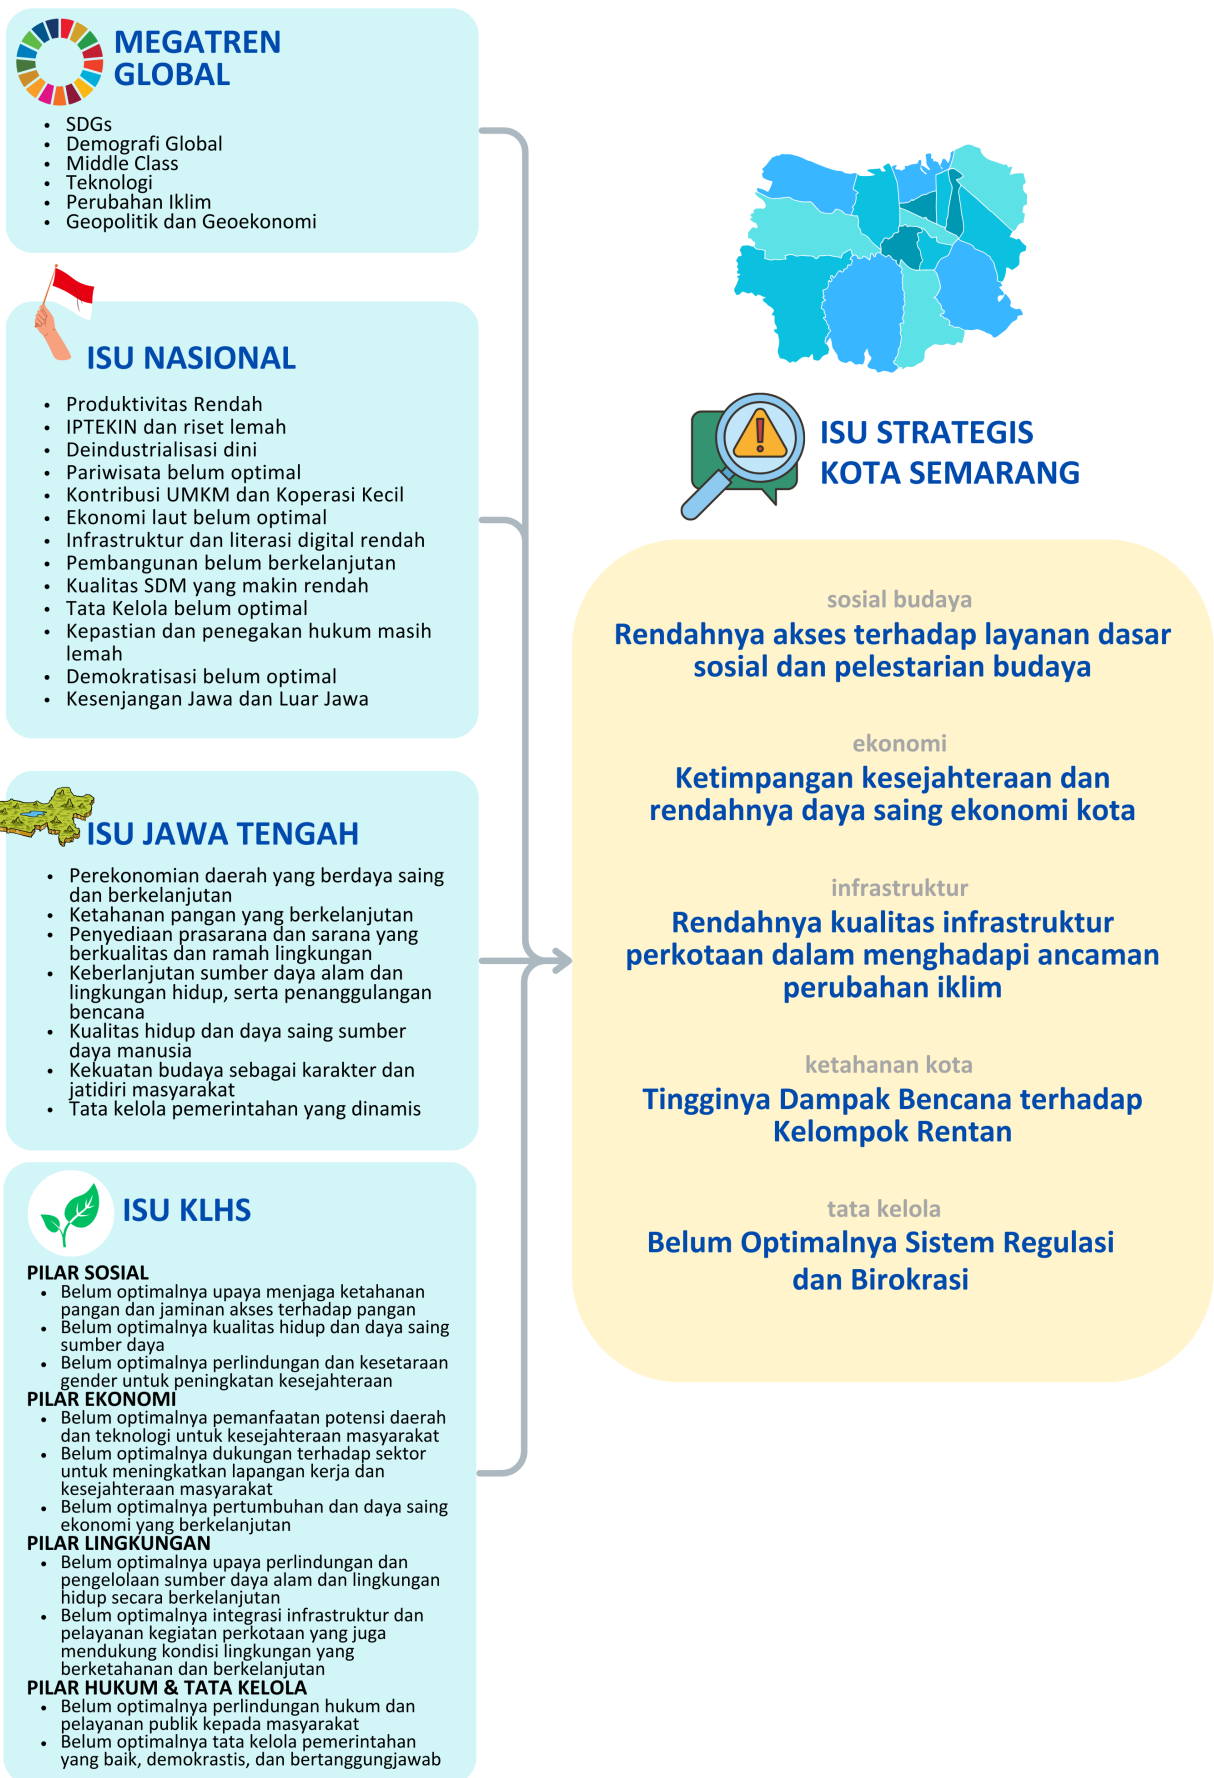 MEGATREN
GLOBAL
• SDGs
• Demografi Global
• Middle Class
• Teknologi
• Perubahan Iklim
• Geopolitik dan Geoekonomi
ISU NASIONAL
• Produktivitas Rendah
• IPTEKIN dan riset lemah
• Deindustrialisasi dini
• Pariwisata belum optimal
• Kontribusi UMKM dan Koperasi Kecil
• Ekonomi laut belum optimal
• Infrastruktur dan literasi digital rendah
• Pembangunan belum berkelanjutan
• Kualitas SDM yang makin rendah
• Tata Kelola belum optimal
• Kepastian dan penegakan hukum masih
lemah
• Demokratisasi belum optimal
• Kesenjangan Jawa dan Luar Jawa
ISU JAWA TENGAH
• Perekonomian daerah yang berdaya saing
dan berkelanjutan
• Ketahanan pangan yang berkelanjutan
• Penyediaan prasarana dan sarana yang
berkualitas dan ramah lingkungan
• Keberlanjutan sumber daya alam dan
lingkungan hidup, serta penanggulangan
bencana
• Kualitas hidup dan daya saing sumber
daya manusia
• Kekuatan budaya sebagai karakter dan
jatidiri masyarakat
• Tata kelola pemerintahan yang dinamis
ISU KLHS
PILAR SOSIAL
• Belum optimalnya upaya menjaga ketahanan
pangan dan jaminan akses terhadap pangan
• Belum optimalnya kualitas hidup dan daya saing
sumber daya
• Belum optimalnya perlindungan dan kesetaraan
gender untuk peningkatan kesejahteraan
PILAR EKONOMI
• Belum optimalnya pemanfaatan potensi daerah
dan teknologi untuk kesejahteraan masyarakat
• Belum optimalnya dukungan terhadap sektor
untuk meningkatkan lapangan kerja dan
kesejahteraan masyarakat
• Belum optimalnya pertumbuhan dan daya saing
ekonomi yang berkelanjutan
PILAR LINGKUNGAN
• Belum optimalnya upaya perlindungan dan
pengelolaan sumber daya alam dan lingkungan
hidup secara berkelanjutan
• Belum optimalnya integrasi infrastruktur dan
pelayanan kegiatan perkotaan yang juga
mendukung kondisi lingkungan yang
berketahanan dan berkelanjutan
PILAR HUKUM & TATA KELOLA
• Belum optimalnya perlindungan hukum dan
pelayanan publik kepada masyarakat
• Belum optimalnya tata kelola pemerintahan
yang baik, demokrastis, dan bertanggungjawab
ISU STRATEGIS
KOTA SEMARANG
sosial budaya
Rendahnya akses terhadap layanan dasar
sosial dan pelestarian budaya
ekonomi
Ketimpangan kesejahteraan dan
rendahnya daya saing ekonomi kota
infrastruktur
Rendahnya kualitas infrastruktur
perkotaan dalam menghadapi ancaman
perubahan iklim
ketahanan kota
Tingginya Dampak Bencana terhadap
Kelompok Rentan
tata kelola
Belum Optimalnya Sistem Regulasi
dan Birokrasi